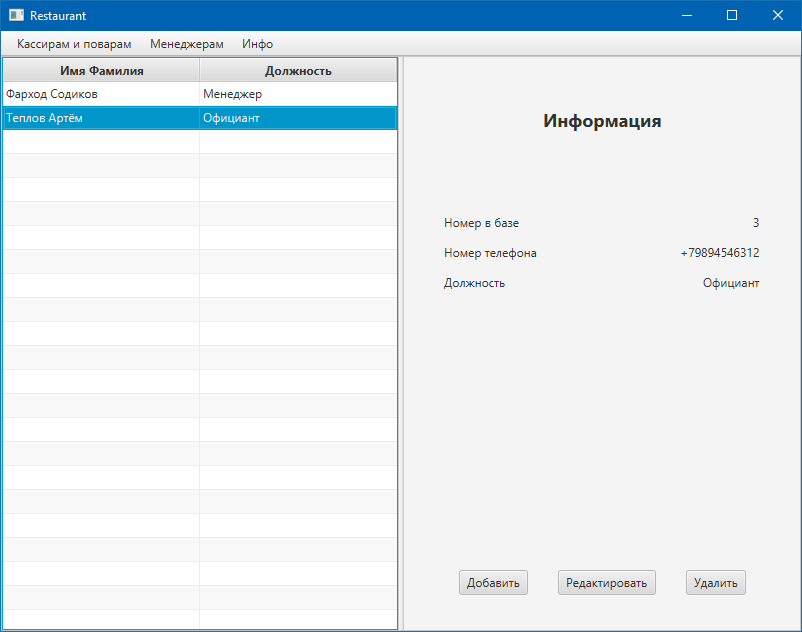 Restaurant
Кассирам и поварам Менеджерам Инфо
Имя Фамилия Должность
Фарход Содиков Менеджер
Теплов Артём Официант
Информация
Номер в базе 3
Номер телефона +79894546312
Должность Официант
Добавить Редактировать Удалить